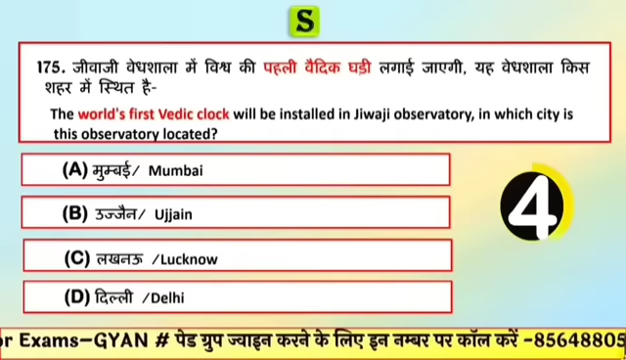 S
175. जीवाजी वेधशाला में विश्व की पहली वैदिक घड़ी लगाई जाएगी, यह वेधशाला किस
शहर में स्थित है-
The world's first Vedic clock will be installed in Jiwaji observatory, in which city is
this observatory located?
(A) मुम्बई/ Mumbai
(B) उज्जैन/ Ujjain
(C) लखनऊ /Lucknow
(D) दिल्ली /Delhi
4
r Exams-GYAN # पेड ग्रुप ज्वाइन करने के लिए इन नम्बर पर कॉल करें -85648805